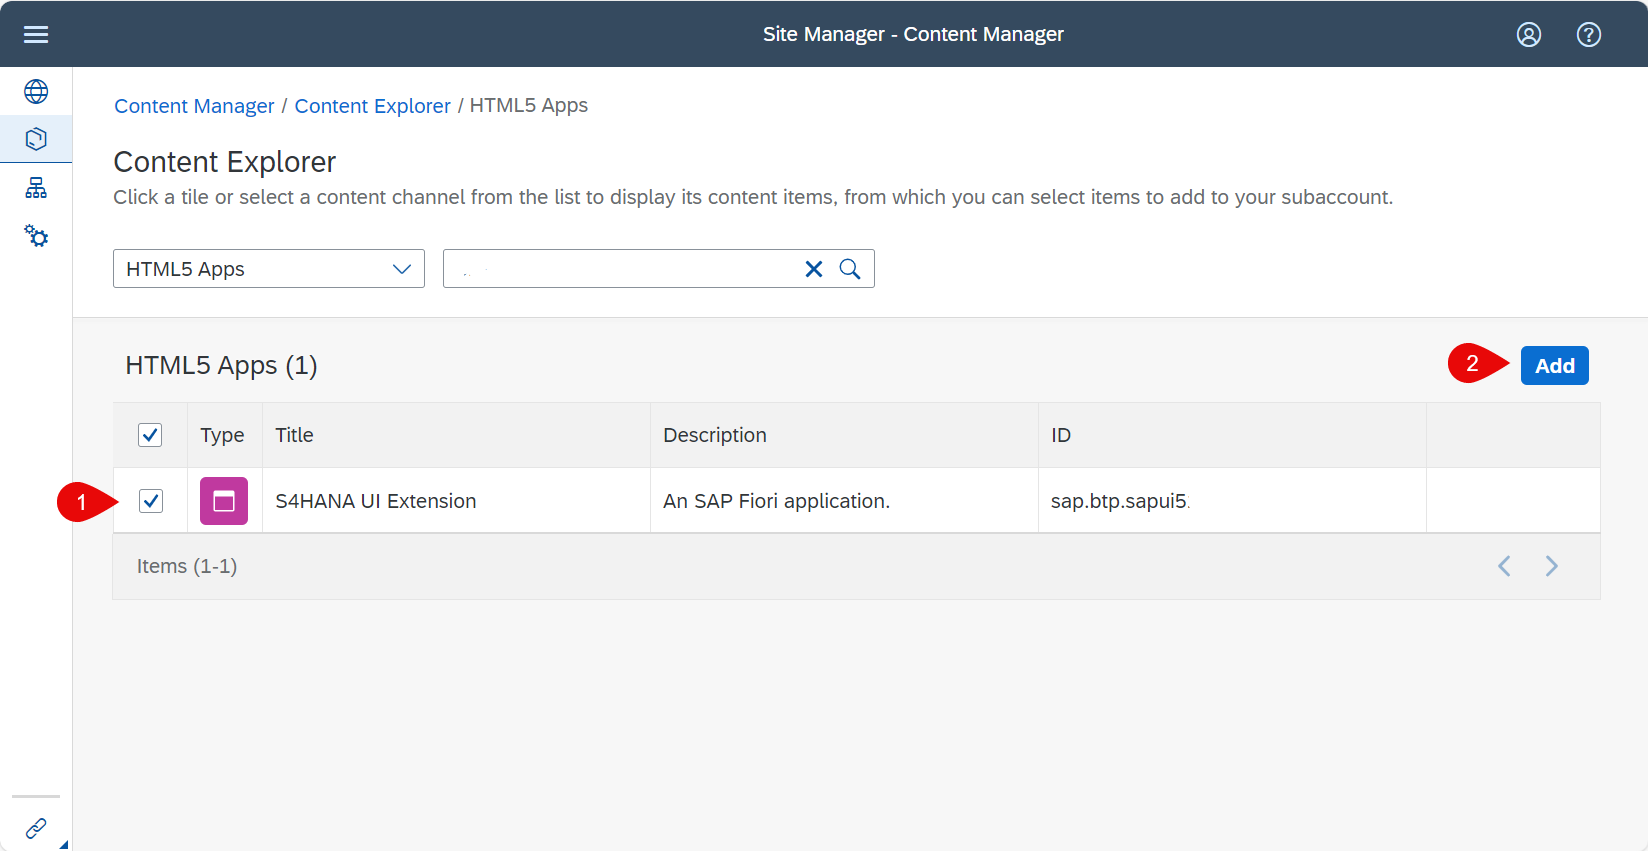 Site Manager - Content Manager
Content Manager / Content Explorer / HTML5 Apps
Content Explorer
Click a tile or select a content channel from the list to display its content items, from which you can select items to add to your subaccount.
HTML5 Apps
HTML5 Apps (1)
2
Add
Type Title Description ID
1
S4HANA UI Extension An SAP Fiori application. sap.btp.sapui5.
Items (1-1)